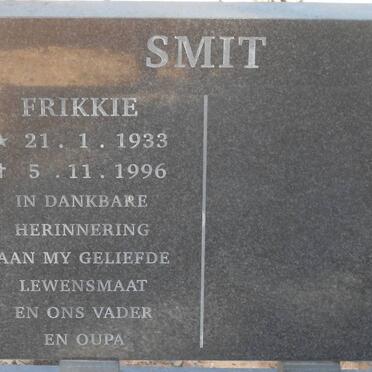 SMIT
FRIKKIE
★ 21 . 1 . 1933
† 5 . 11 . 1996
IN DANKBARE
HERINNERING
AAN MY GELIEFDE
LEWENSMAAT
EN ONS VADER
EN OUPA